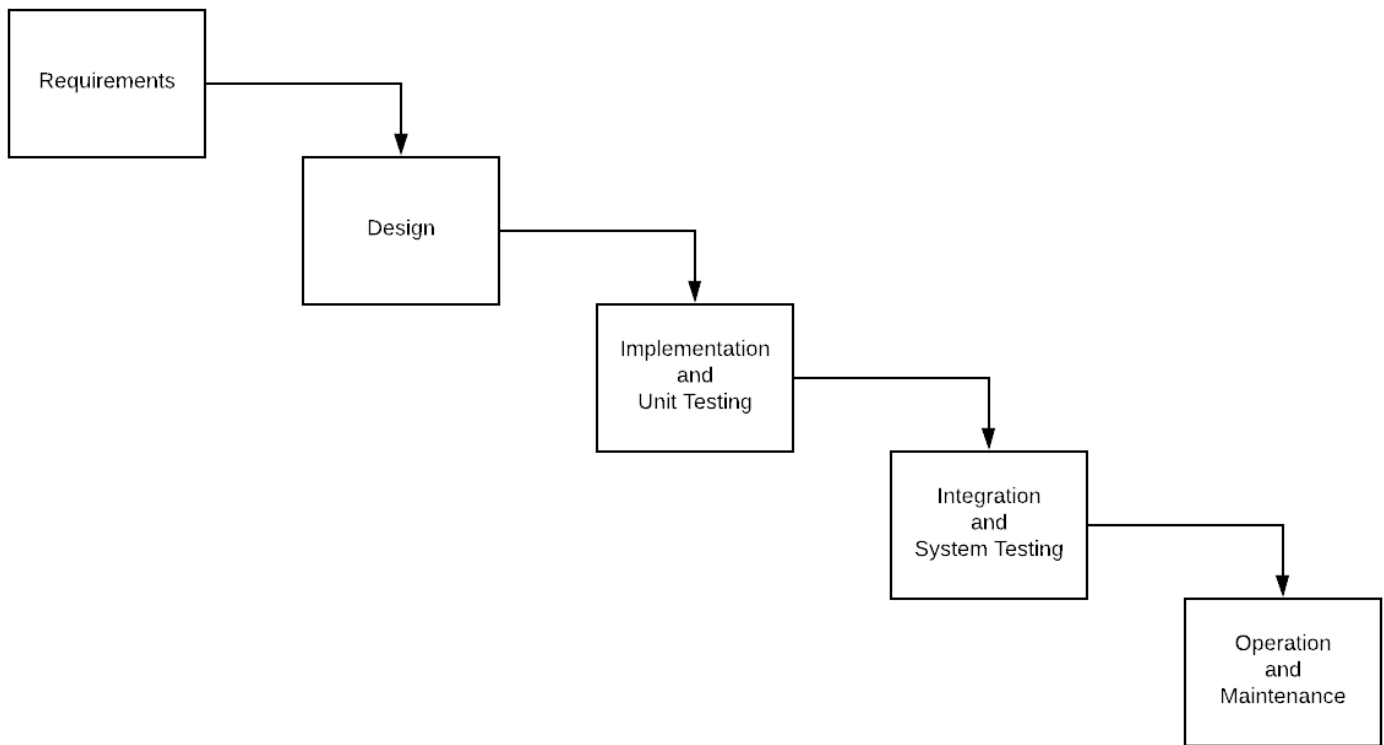 Requirements
Design
Implementation
and
Unit Testing
Integration
and
System Testing
Operation
and
Maintenance